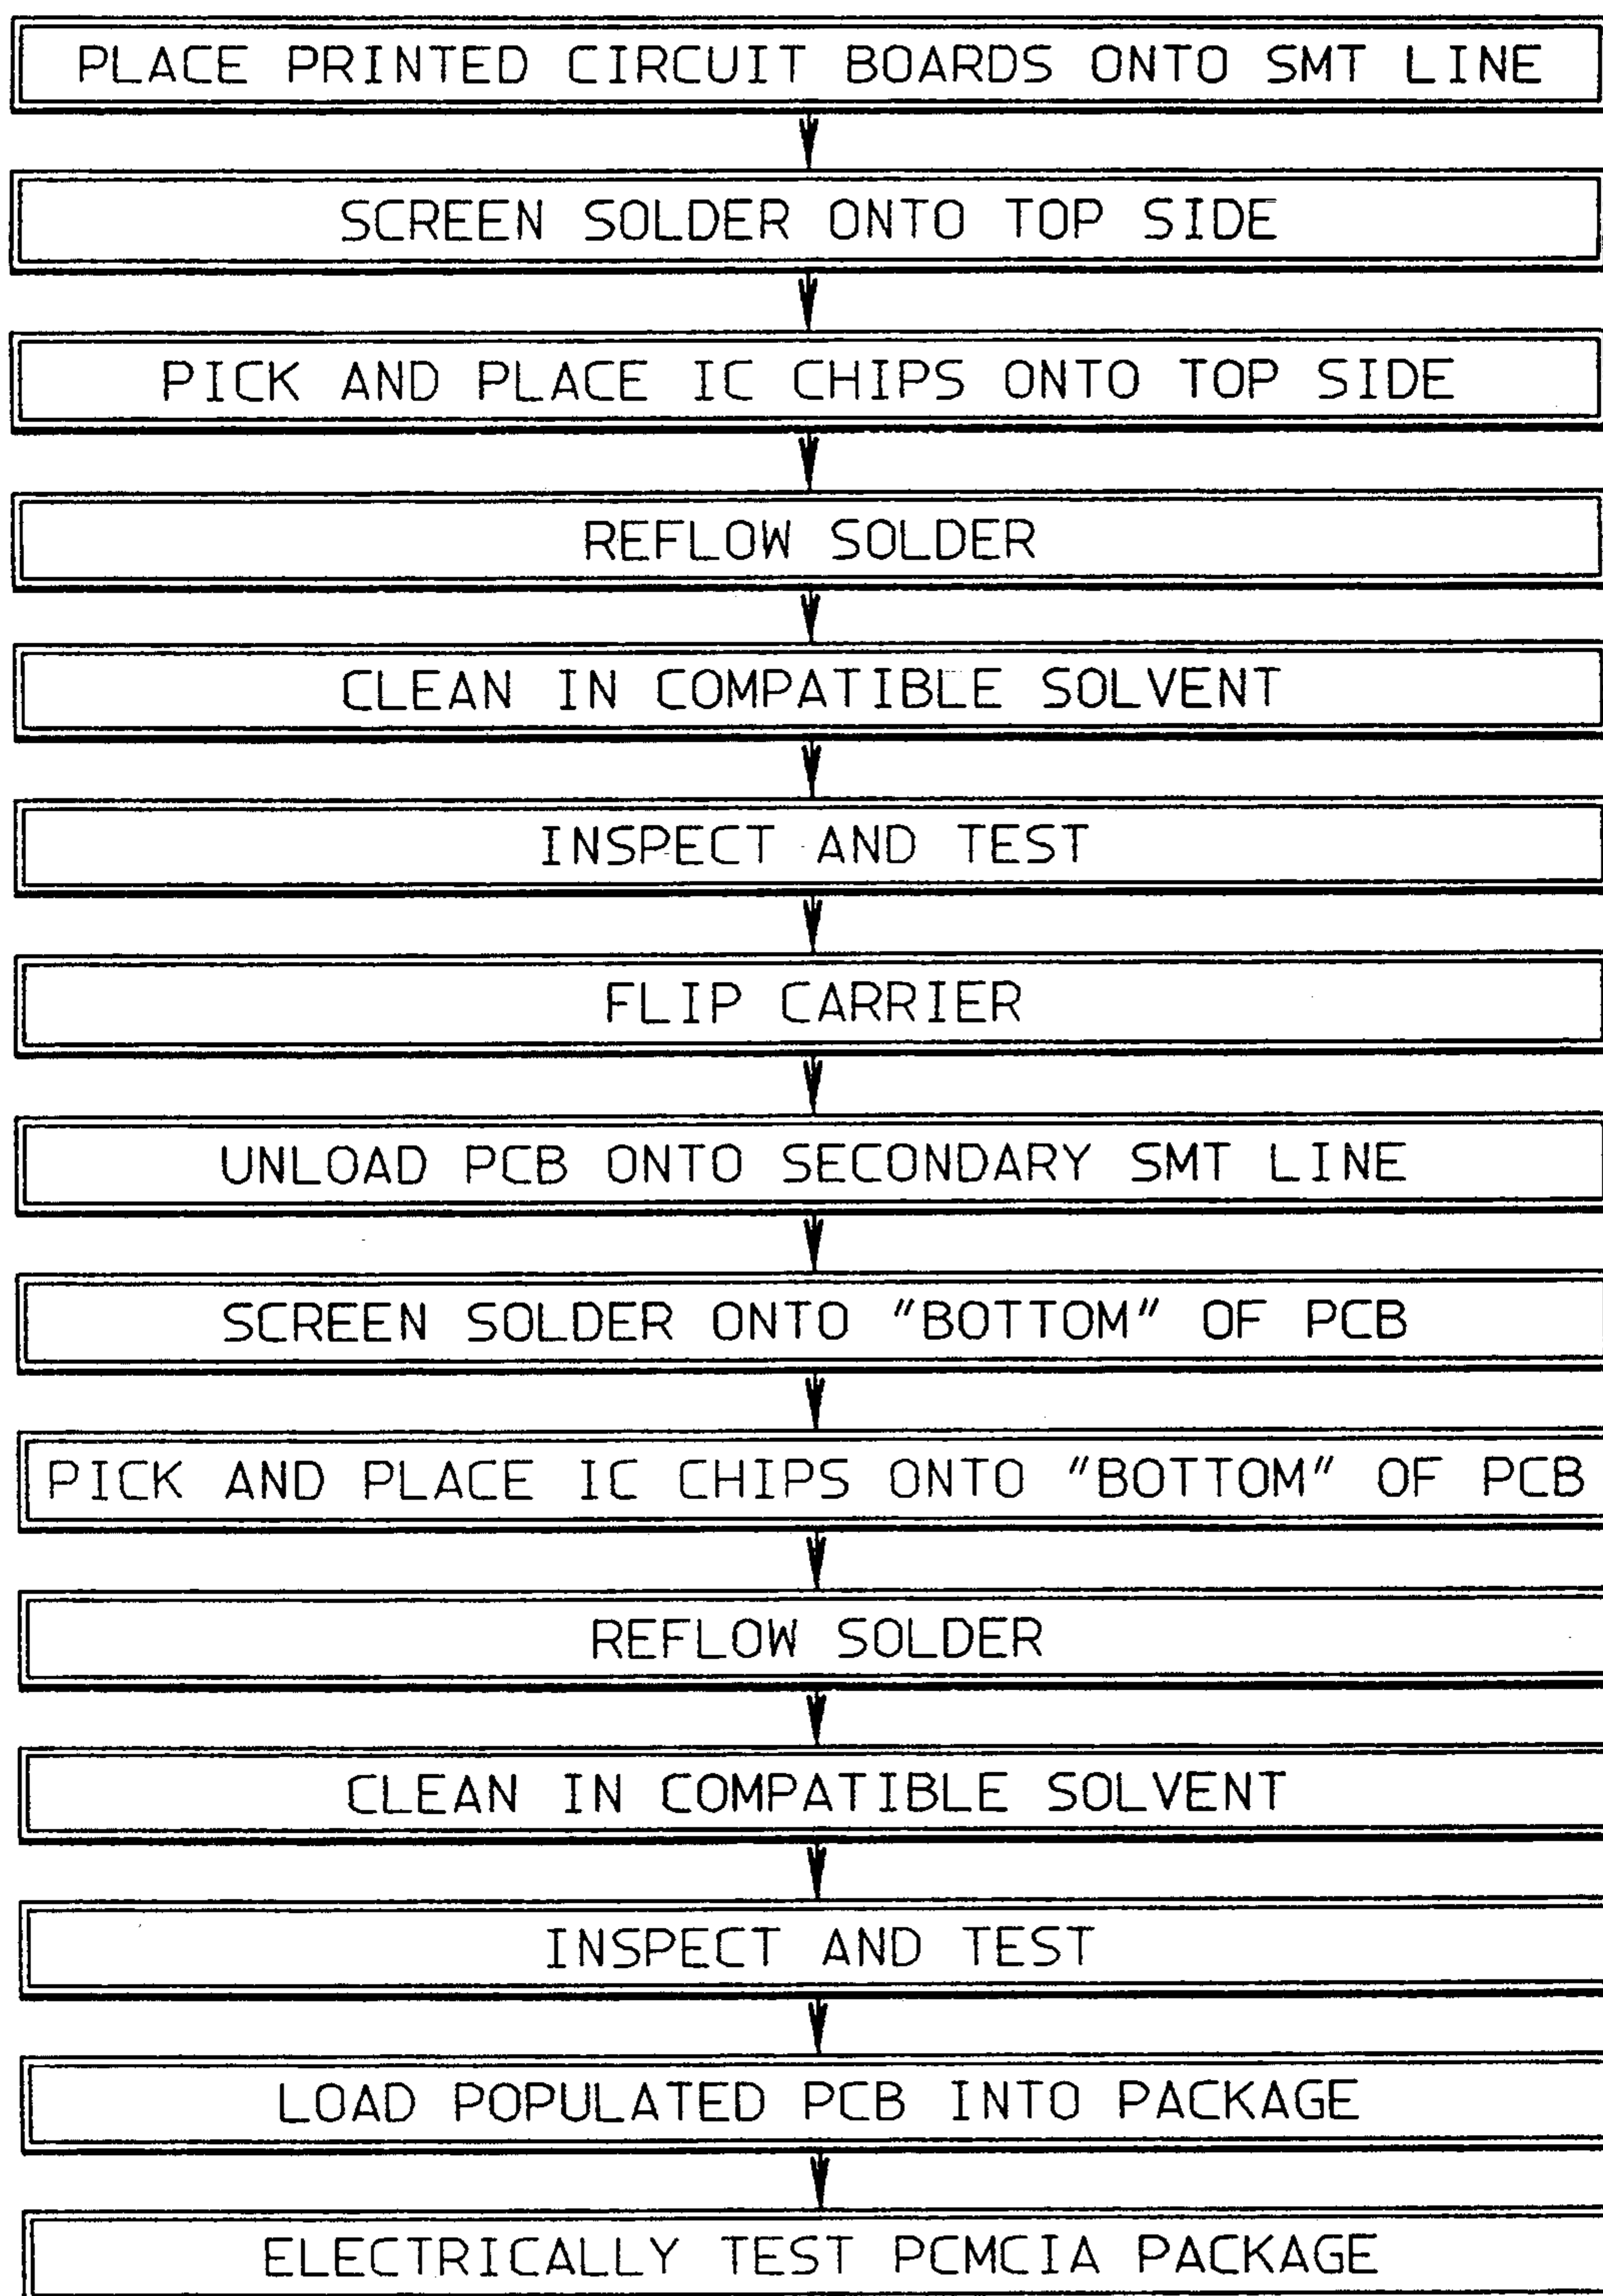 PLACE PRINTED CIRCUIT BOARDS ONTO SMT LINE
SCREEN SOLDER ONTO TOP SIDE
PICK AND PLACE IC CHIPS ONTO TOP SIDE
REFLOW SOLDER
CLEAN IN COMPATIBLE SOLVENT
INSPECT AND TEST
FLIP CARRIER
UNLOAD PCB ONTO SECONDARY SMT LINE
SCREEN SOLDER ONTO "BOTTOM" OF PCB
PICK AND PLACE IC CHIPS ONTO "BOTTOM" OF PCB
REFLOW SOLDER
CLEAN IN COMPATIBLE SOLVENT
INSPECT AND TEST
LOAD POPULATED PCB INTO PACKAGE
ELECTRICALLY TEST PCMCIA PACKAGE